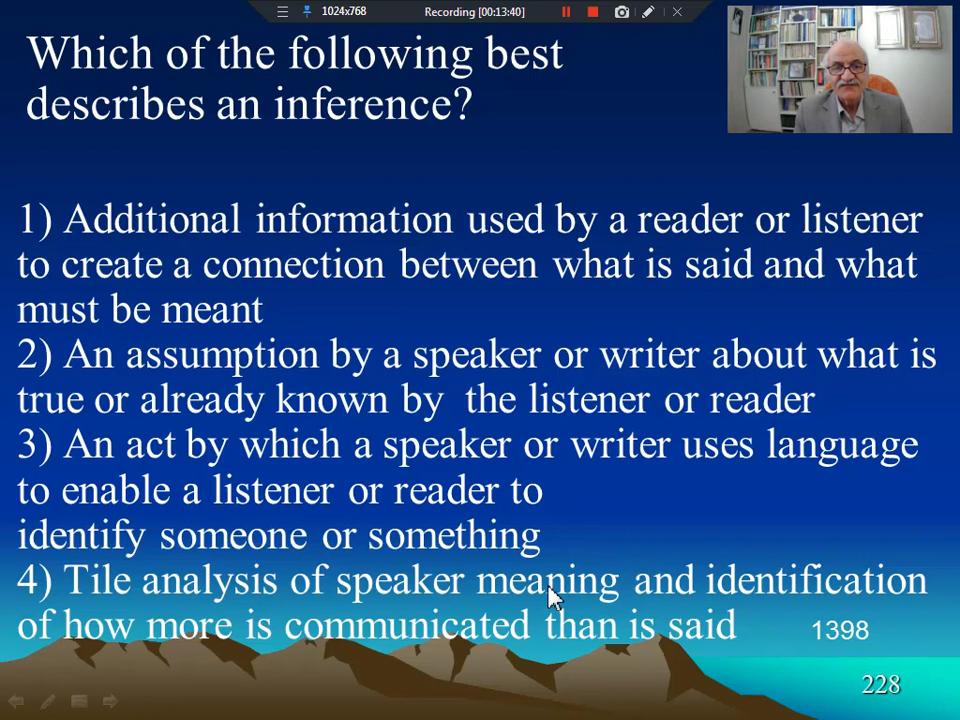 1024x768 Recording [00:13:40]
Which of the following best
describes an inference?
1) Additional information used by a reader or listener
to create a connection between what is said and what
must be meant
2) An assumption by a speaker or writer about what is
true or already known by the listener or reader
3) An act by which a speaker or writer uses language
to enable a listener or reader to
identify someone or something
4) Tile analysis of speaker meaning and identification
of how more is communicated than is said
1398
228